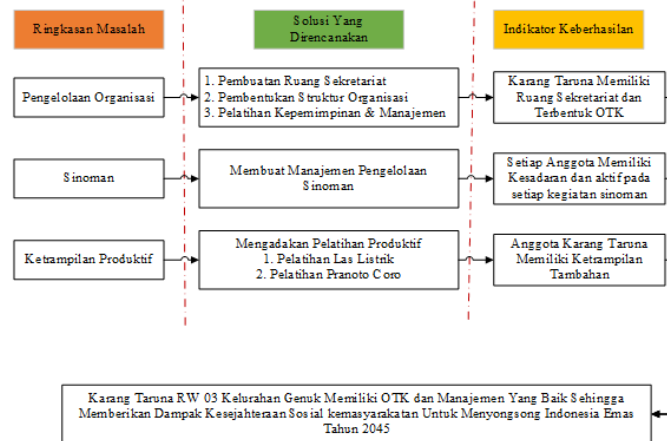 Ringkasan Masalah
Solusi Yang
Direncanakan
Indikator Keberhasilan
Pengelolaan Organisasi
1. Pembuatan Ruang Sekretariat
2. Pembentukan Struktur Organisasi
3. Pelatihan Kepemimpinan & Manajemen
Karang Taruna Memiliki
Ruang Sekretariat dan
Terbentuk OTK
Sinoman
Membuat Manajemen Pengelolaan
Sinoman
Setiap Anggota Memiliki
Kesadaran dan aktif pada
setiap kegiatan sinoman
Ketrampilan Produktif
Mengadakan Pelatihan Produktif
1. Pelatihan Las Listrik
2. Pelatihan Pranoto Coro
Anggota Karang Taruna
Memiliki Ketrampilan
Tambahan
Karang Taruna RW 03 Kelurahan Genuk Memiliki OTK dan Manajemen Yang Baik Sehingga
Memberikan Dampak Kesejahteraan Sosial kemasyarakatan Untuk Menyongsong Indonesia Emas
Tahun 2045